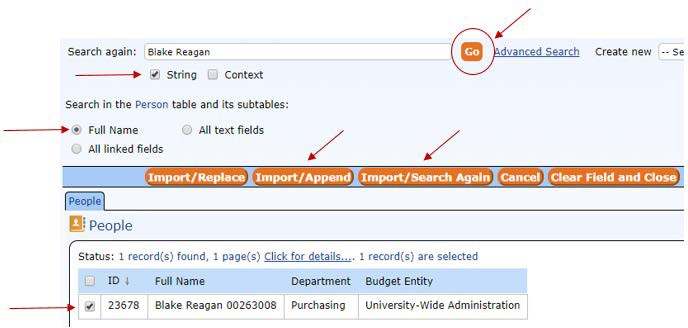 Search again: Blake Reagan Go Advanced Search Create new -- Se
String Context
Search in the Person table and its subtables:
Full Name All text fields
All linked fields
Import/Replace Import/Append Import/Search Again Cancel Clear Field and Close
People
People
Status: 1 record(s) found, 1 page(s) Click for details.... 1 record(s) are selected
ID ↓ Full Name Department Budget Entity
23678 Blake Reagan 00263008 Purchasing University-Wide Administration